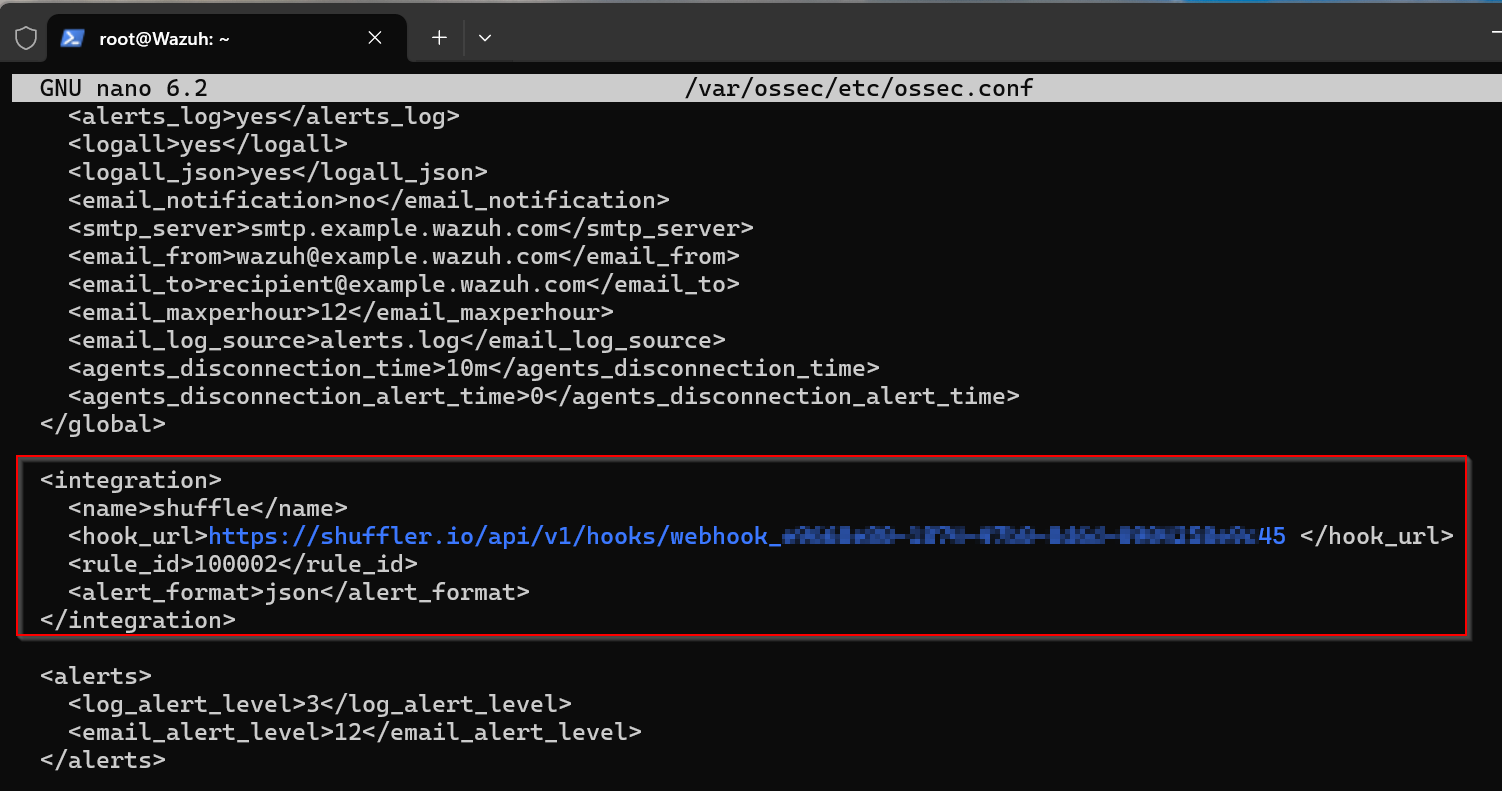 root@Wazuh: ~
GNU nano 6.2 /var/ossec/etc/ossec.conf
<alerts_log>yes</alerts_log>
<logall>yes</logall>
<logall_json>yes</logall_json>
<email_notification>no</email_notification>
<smtp_server>smtp.example.wazuh.com</smtp_server>
<email_from>wazuh@example.wazuh.com</email_from>
<email_to>recipient@example.wazuh.com</email_to>
<email_maxperhour>12</email_maxperhour>
<email_log_source>alerts.log</email_log_source>
<agents_disconnection_time>10m</agents_disconnection_time>
<agents_disconnection_alert_time>0</agents_disconnection_alert_time>
</global>
<integration>
<name>shuffle</name>
<hook_url>https://shuffler.io/api/v1/hooks/webhook_ 45 </hook_url>
<rule_id>100002</rule_id>
<alert_format>json</alert_format>
</integration>
<alerts>
<log_alert_level>3</log_alert_level>
<email_alert_level>12</email_alert_level>
</alerts>